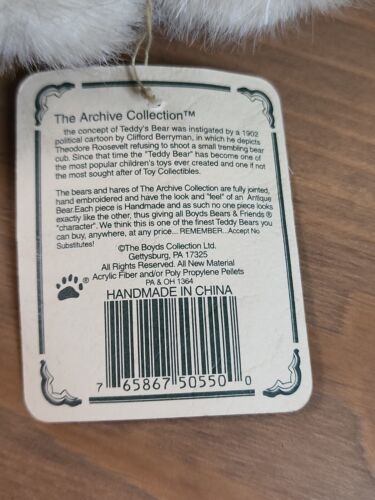 The Archive Collection™
the concept of Teddy's Bear was instigated by a 1902
political cartoon by Clifford Berryman, in which he depicts
Theodore Roosevelt refusing to shoot a small trembling bear
cub. Since that time the "Teddy Bear" has become one of
the most popular children's toys ever created and one if not
the most sought after of Toy Collectibles.
The bears and hares of The Archive Collection are fully jointed,
hand embroidered and have the look and "feel" of an Antique
Bear.Each piece is Handmade and as such no one piece looks
exactly like the other, thus giving all Boyds Bears & Friends ®
"character". We think this is one of the finest Teddy Bears you
can buy, anywhere, at any price... REMEMBER...Accept No
Substitutes!
©The Boyds Collection Ltd.
Gettysburg, PA 17325
All Rights Reserved. All New Material
Acrylic Fiber and/or Poly Propylene Pellets
PA & OH 1364
®
HANDMADE IN CHINA
7 65867 50550 0